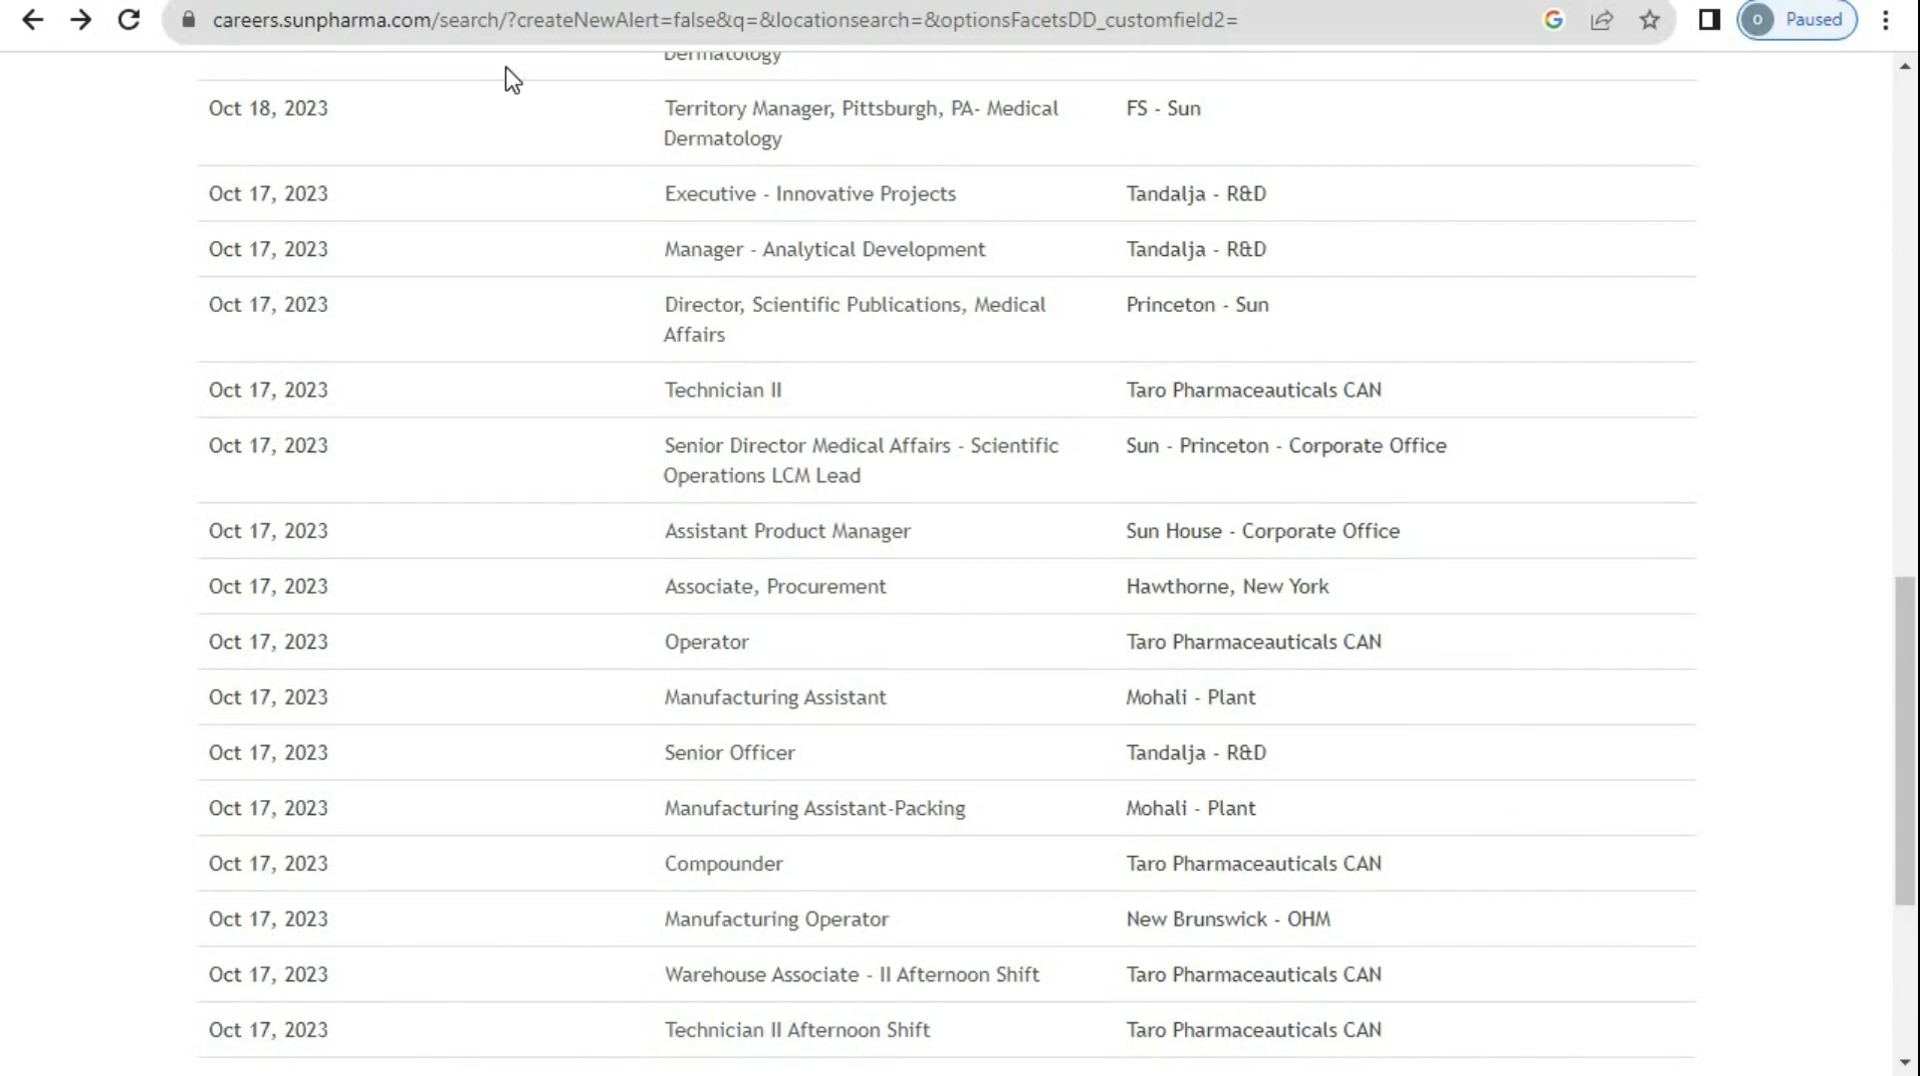 careers.sunpharma.com/search/?createNewAlert=false&q=&locationsearch=&optionsFacetsDD_customfield2=
G
o
Paused
Dermatology
Oct 18, 2023
Territory Manager, Pittsburgh, PA- Medical
Dermatology
FS - Sun
Oct 17, 2023
Executive - Innovative Projects
Tandalja - R&D
Oct 17, 2023
Manager - Analytical Development
Tandalja - R&D
Oct 17, 2023
Director, Scientific Publications, Medical
Affairs
Princeton - Sun
Oct 17, 2023
Technician II
Taro Pharmaceuticals CAN
Oct 17, 2023
Senior Director Medical Affairs - Scientific
Operations LCM Lead
Sun - Princeton - Corporate Office
Oct 17, 2023
Assistant Product Manager
Sun House - Corporate Office
Oct 17, 2023
Associate, Procurement
Hawthorne, New York
Oct 17, 2023
Operator
Taro Pharmaceuticals CAN
Oct 17, 2023
Manufacturing Assistant
Mohali - Plant
Oct 17, 2023
Senior Officer
Tandalja - R&D
Oct 17, 2023
Manufacturing Assistant-Packing
Mohali - Plant
Oct 17, 2023
Compounder
Taro Pharmaceuticals CAN
Oct 17, 2023
Manufacturing Operator
New Brunswick - OHM
Oct 17, 2023
Warehouse Associate - II Afternoon Shift
Taro Pharmaceuticals CAN
Oct 17, 2023
Technician II Afternoon Shift
Taro Pharmaceuticals CAN